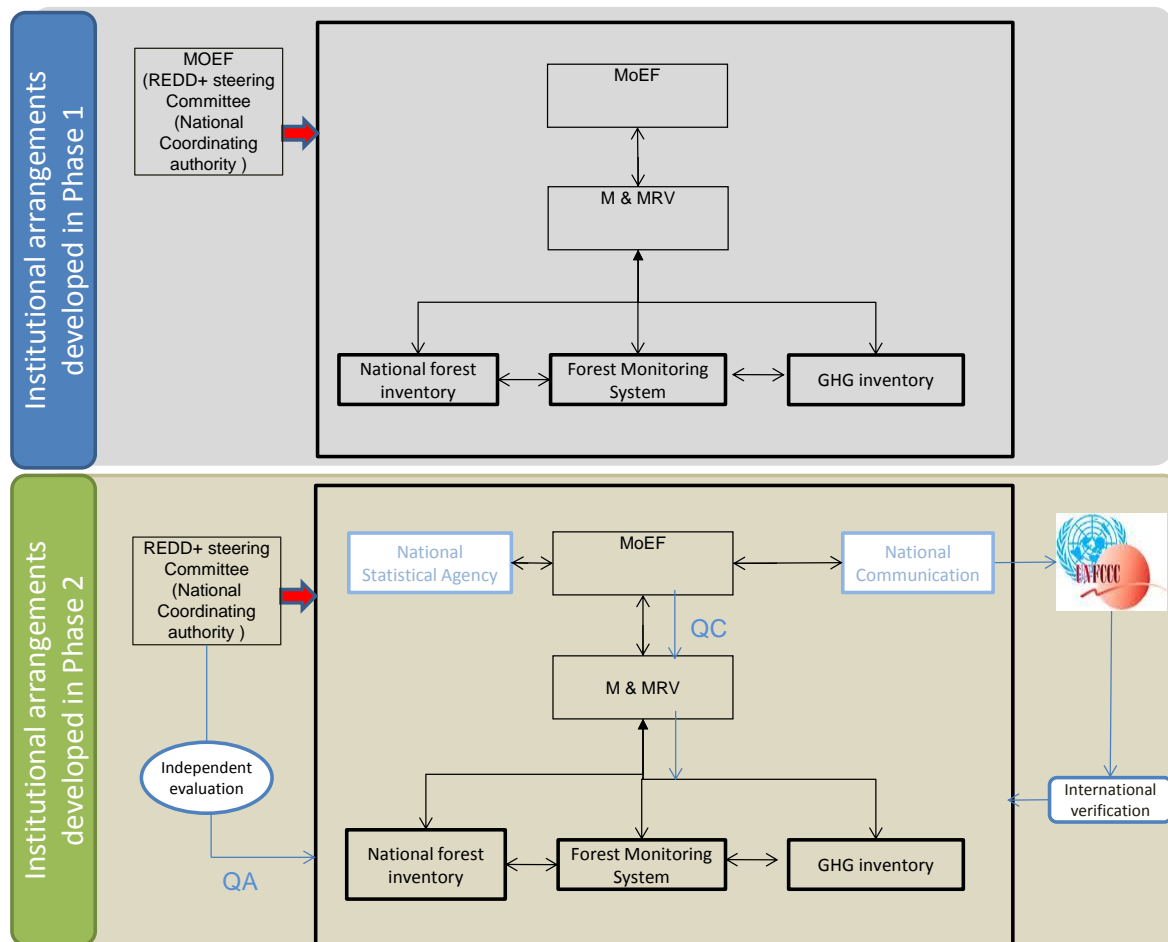 Institutional arrangements
developed in Phase 1
MOEF
(REDD+ steering
Committee
(National
Coordinating
authority )
MoEF
M & MRV
National forest
inventory
Forest Monitoring
System
GHG inventory
Institutional arrangements
developed in Phase 2
REDD+ steering
Committee
(National
Coordinating
authority )
National
Statistical Agency
MoEF
National
Communication
UNFCCC
QC
M & MRV
Independent
evaluation
International
verification
QA
National forest
inventory
Forest Monitoring
System
GHG inventory